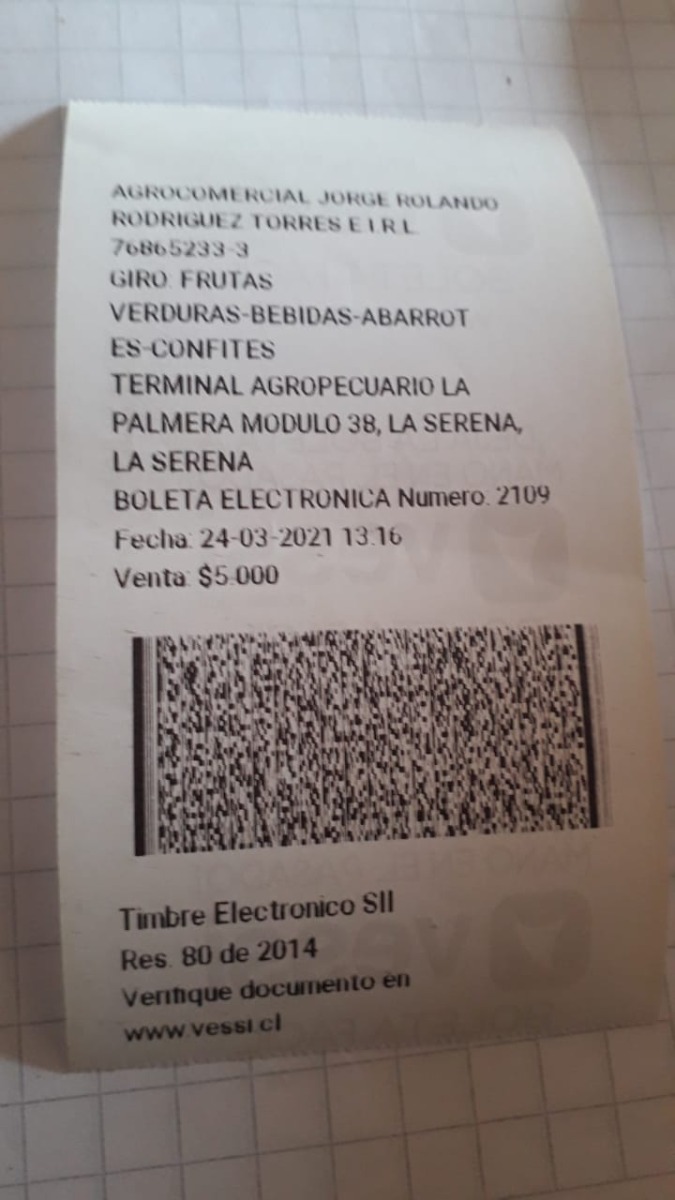 AGROCOMERCIAL JORGE ROLANDO
RODRIGUEZ TORRES E.I.R.L
76865233-3
GIRO: FRUTAS
VERDURAS-BEBIDAS-ABARROT
ES-CONFITES
TERMINAL AGROPECUARIO LA
PALMERA MODULO 38, LA SERENA,
LA SERENA
BOLETA ELECTRONICA Numero: 2109
Fecha: 24-03-2021 13:16
Venta: $5.000
Timbre Electronico SII
Res. 80 de 2014
Verifique documento en
www.vessi.cl